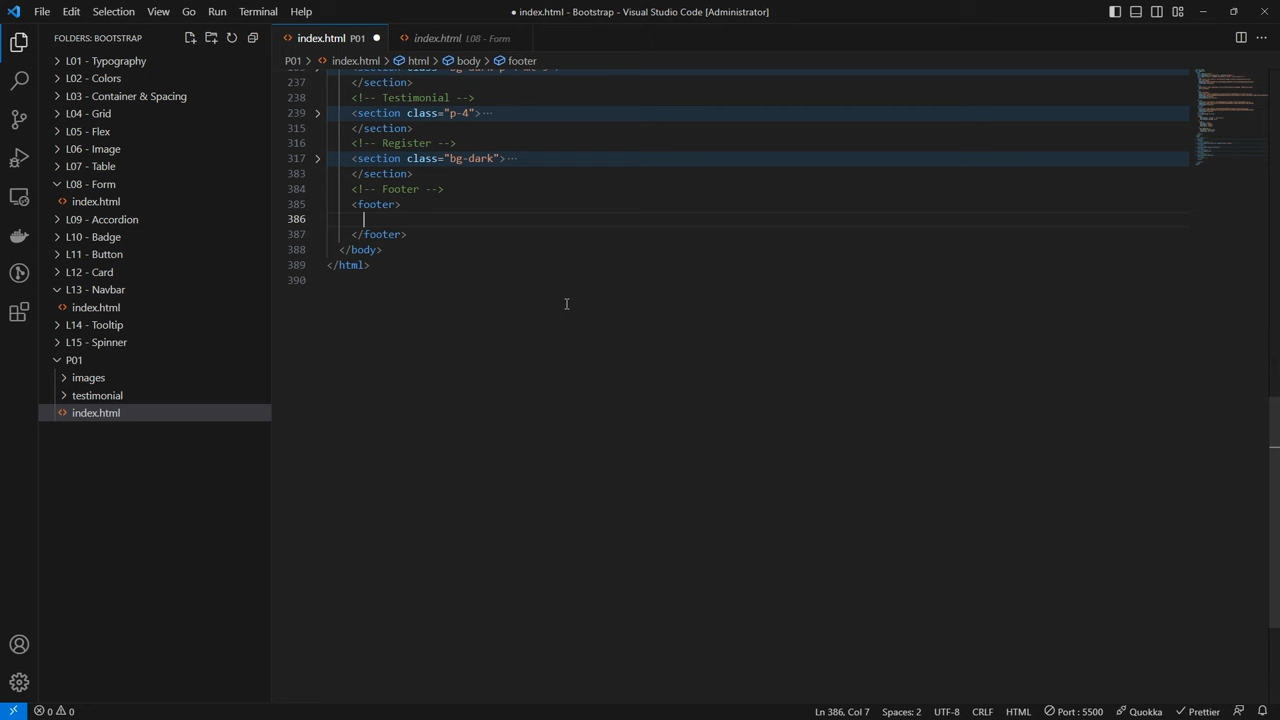 File Edit Selection View Go Run Terminal Help
● index.html - Bootstrap - Visual Studio Code [Administrator]
FOLDERS: BOOTSTRAP
L01 - Typography
L02 - Colors
L03 - Container & Spacing
L04 - Grid
L05 - Flex
L06 - Image
L07 - Table
L08 - Form
index.html
L09 - Accordion
L10 - Badge
L11 - Button
L12 - Card
L13 - Navbar
index.html
L14 - Tooltip
L15 - Spinner
P01
images
testimonial
index.html
index.html P01 ●
index.html L08 - Form
P01 > index.html > html > body > footer
237 </section>
238 <!-- Testimonial -->
239 <section class="p-4">···
315 </section>
316 <!-- Register -->
317 <section class="bg-dark">···
383 </section>
384 <!-- Footer -->
385 <footer>
386
387 </footer>
388 </body>
389 </html>
390
0 0
Ln 386, Col 7 Spaces: 2 UTF-8 CRLF HTML Port : 5500 Quokka Prettier